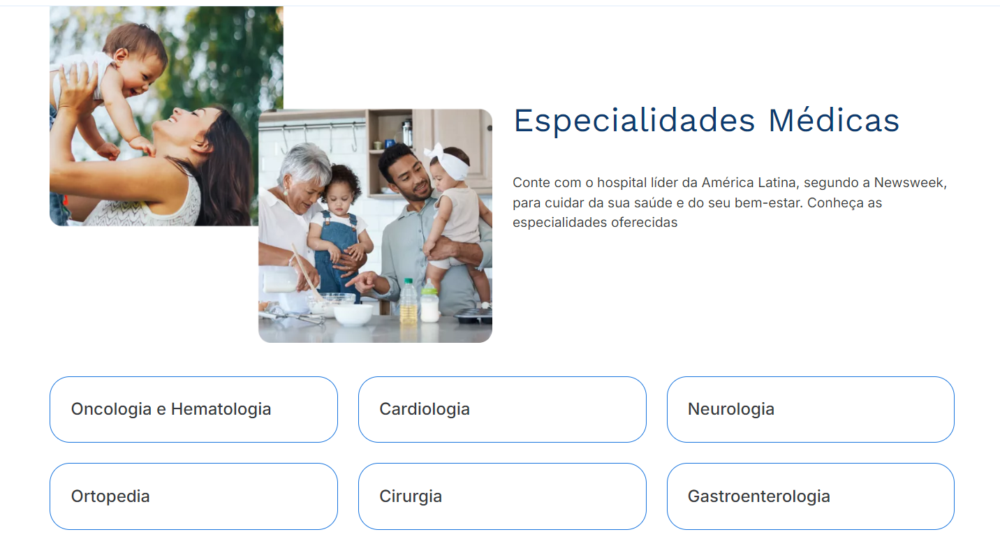 Especialidades Médicas
Conte com o hospital líder da América Latina, segundo a Newsweek,
para cuidar da sua saúde e do seu bem-estar. Conheça as
especialidades oferecidas
Oncologia e Hematologia
Cardiologia
Neurologia
Ortopedia
Cirurgia
Gastroenterologia